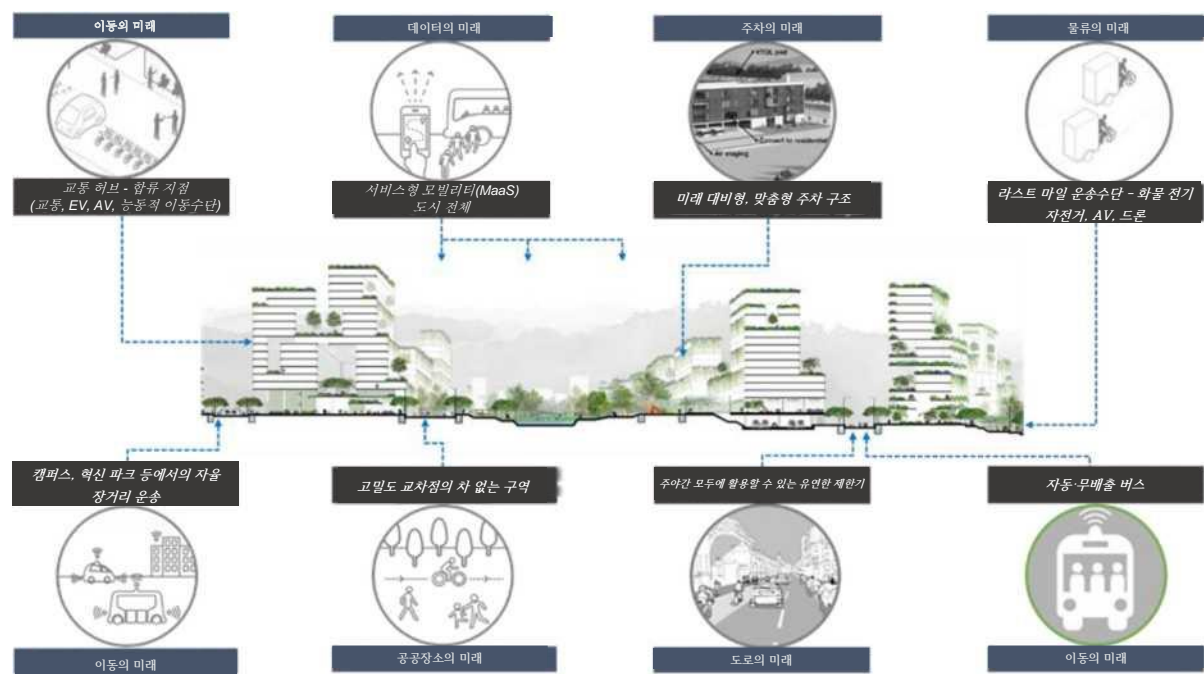 이동의 미래
데이터의 미래
주차의 미래
물류의 미래
eVTOL pad
Connect to residential
Air staging
교통 허브 - 합류 지점
(교통, EV, AV, 능동적 이동수단)
서비스형 모빌리티(MaaS)
도시 전체
미래 대비형, 맞춤형 주차 구조
라스트 마일 운송수단 - 화물 전기
자전거, AV, 드론
캠퍼스, 혁신 파크 등에서의 자율
장거리 운송
고밀도 교차점의 차 없는 구역
주야간 모두에 활용할 수 있는 유연한 제한기
자동·무배출 버스
이동의 미래
공공장소의 미래
도로의 미래
이동의 미래